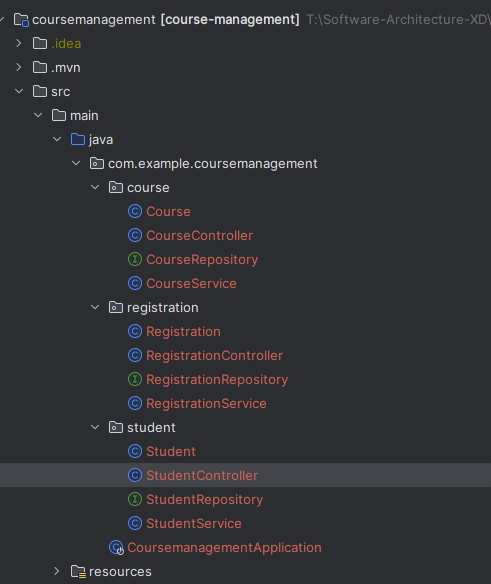 coursemanagement [course-management] T:\Software-Architecture-XD\
.idea
.mvn
src
main
java
com.example.coursemanagement
course
Course
CourseController
CourseRepository
CourseService
registration
Registration
RegistrationController
RegistrationRepository
RegistrationService
student
Student
StudentController
StudentRepository
StudentService
CoursemanagementApplication
resources